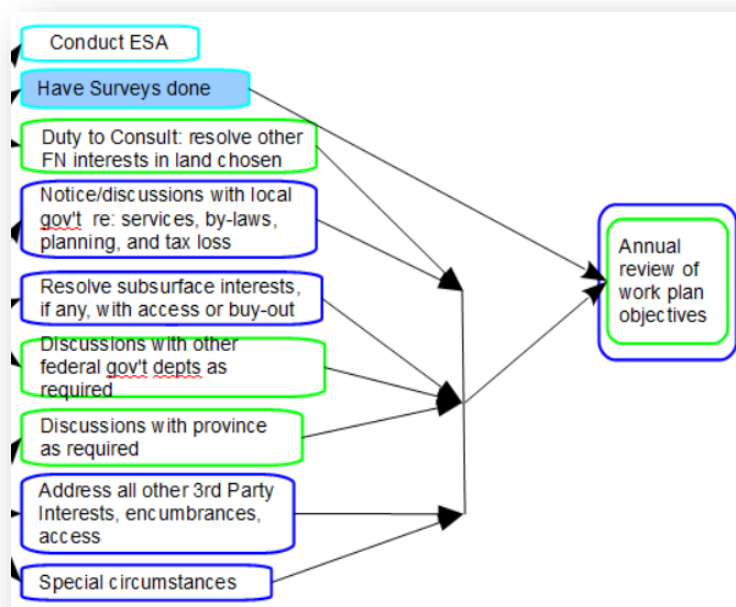 Conduct ESA
Have Surveys done
Duty to Consult: resolve other
FN interests in land chosen
Notice/discussions with local
gov't re: services, by-laws,
planning, and tax loss
Resolve subsurface interests,
if any, with access or buy-out
Discussions with other
federal gov't depts as
required
Discussions with province
as required
Address all other 3rd Party
Interests, encumbrances,
access
Special circumstances
Annual
review of
work plan
objectives